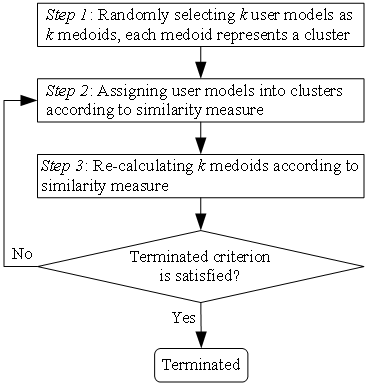 Step 1: Randomly selecting k user models as
k medoids, each medoid represents a cluster
Step 2: Assigning user models into clusters
according to similarity measure
Step 3: Re-calculating k medoids according to
similarity measure
Terminated criterion
is satisfied?
No
Yes
Terminated